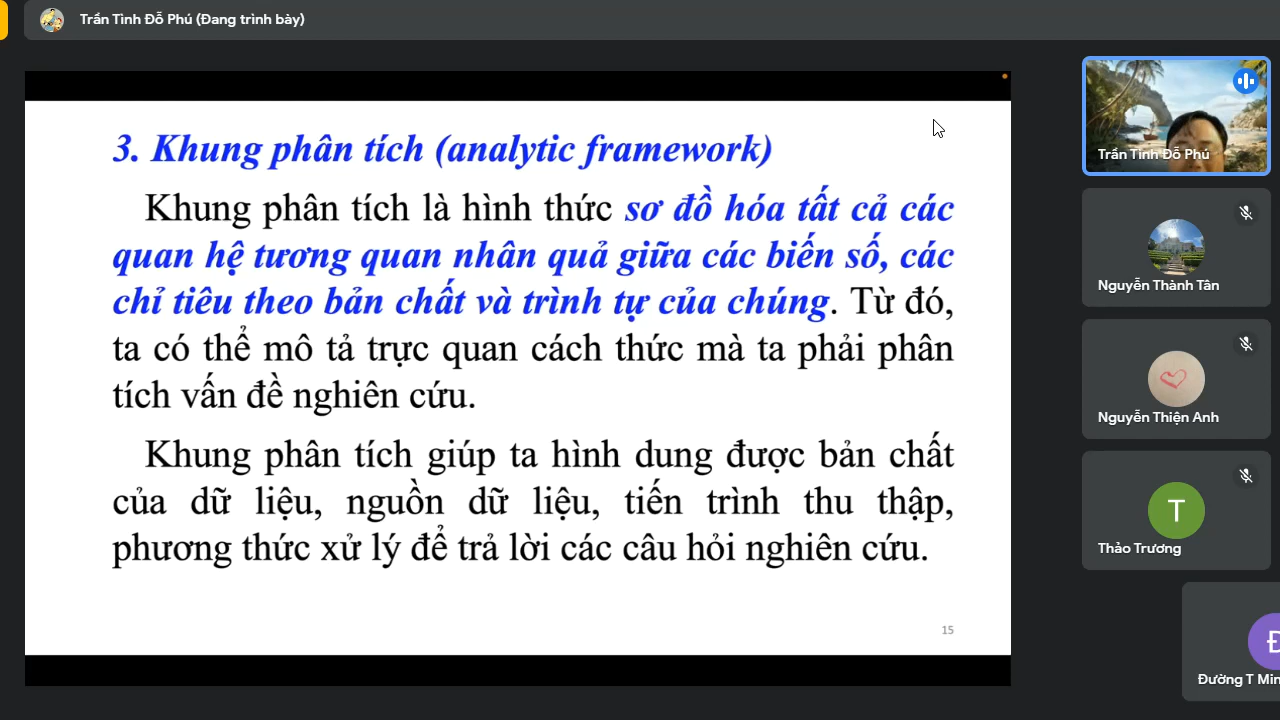 Trần Tình Đỗ Phú (Đang trình bày)
3. Khung phân tích (analytic framework)
Khung phân tích là hình thức sơ đồ hóa tất cả các
quan hệ tương quan nhân quả giữa các biến số, các
chỉ tiêu theo bản chất và trình tự của chúng. Từ đó,
ta có thể mô tả trực quan cách thức mà ta phải phân
tích vấn đề nghiên cứu.
Khung phân tích giúp ta hình dung được bản chất
của dữ liệu, nguồn dữ liệu, tiến trình thu thập,
phương thức xử lý để trả lời các câu hỏi nghiên cứu.
15
Trần Tình Đỗ Phú
Nguyễn Thành Tân
Nguyễn Thiện Anh
T
Thảo Trương
Đ
Đường T Min